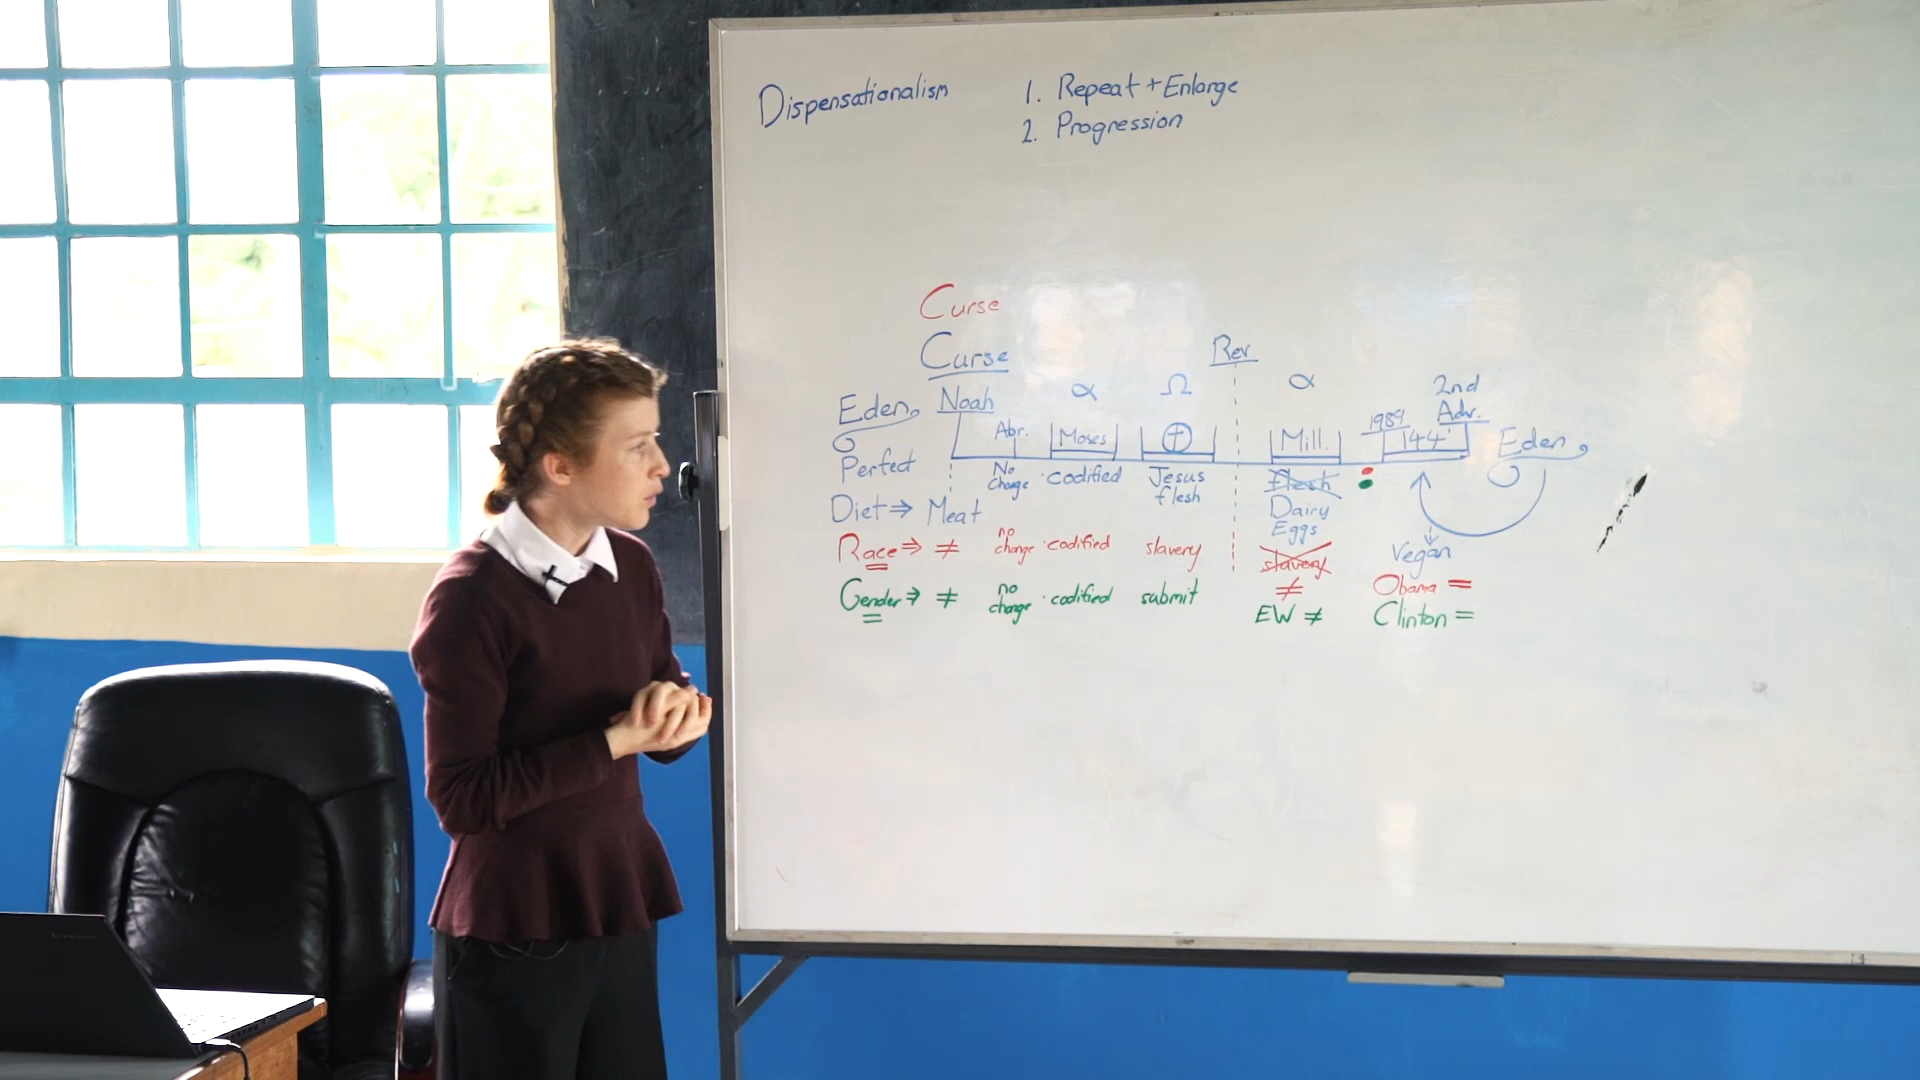 Dispensationalism
1. Repeat + Enlarge
2. Progression
Curse
Curse
Rev
Eden Noah α Ω α 2nd Adv.
Abr. Moses Mill. 1989 144' Eden
Perfect No change · codified Jesus flesh flesh
Diet ⇒ Meat Dairy Eggs
Vegan
Race ⇒ ≠ no change · codified slavery slavery ≠ Obama =
Gender ⇒ ≠ no change · codified submit EW ≠ Clinton =